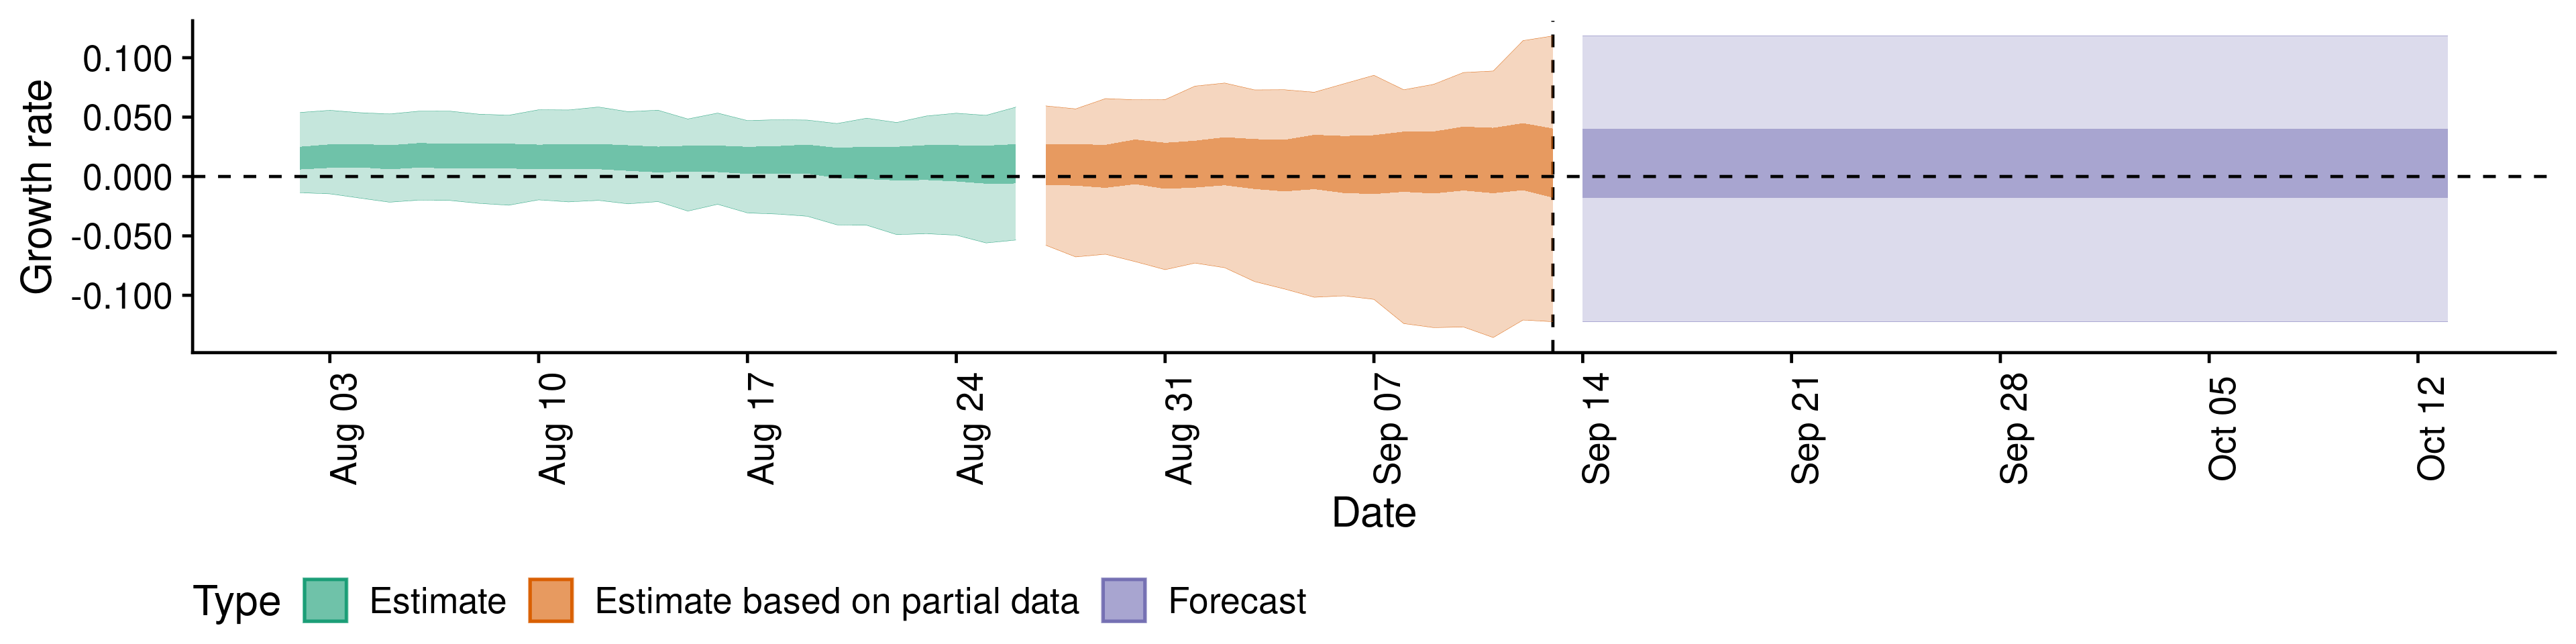 Growth rate
0.100
0.050
0.000
-0.050
-0.100
Aug 03
Aug 10
Aug 17
Aug 24
Aug 31
Sep 07
Sep 14
Sep 21
Sep 28
Oct 05
Oct 12
Date
Type Estimate Estimate based on partial data Forecast